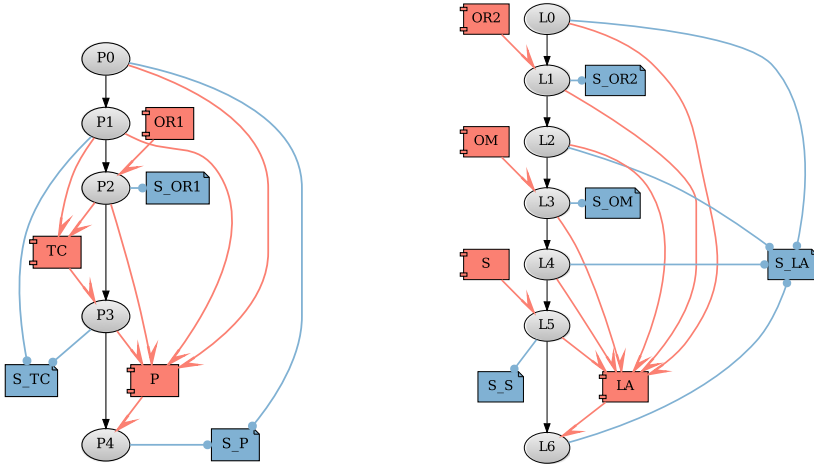 P0
P1
OR1
P2
S_OR1
TC
P3
S_TC
P
P4
S_P
OR2
L0
L1
S_OR2
OM
L2
L3
S_OM
S
L4
S_LA
L5
S_S
LA
L6